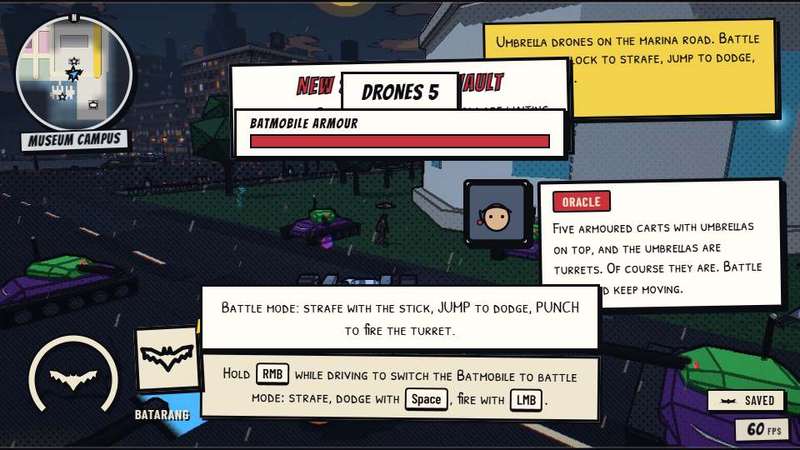 Umbrella drones on the marina road. Battle
lock to strafe, jump to dodge,
NEW
VAULT
DRONES 5
BATMOBILE ARMOUR
MUSEUM CAMPUS
ORACLE
Five armoured carts with umbrellas
on top, and the umbrellas are
turrets. Of course they are. Battle
keep moving.
Battle mode: strafe with the stick, JUMP to dodge, PUNCH
to fire the turret.
Hold RMB while driving to switch the Batmobile to battle
mode: strafe, dodge with Space, fire with LMB.
BATARANG
SAVED
60 FPS